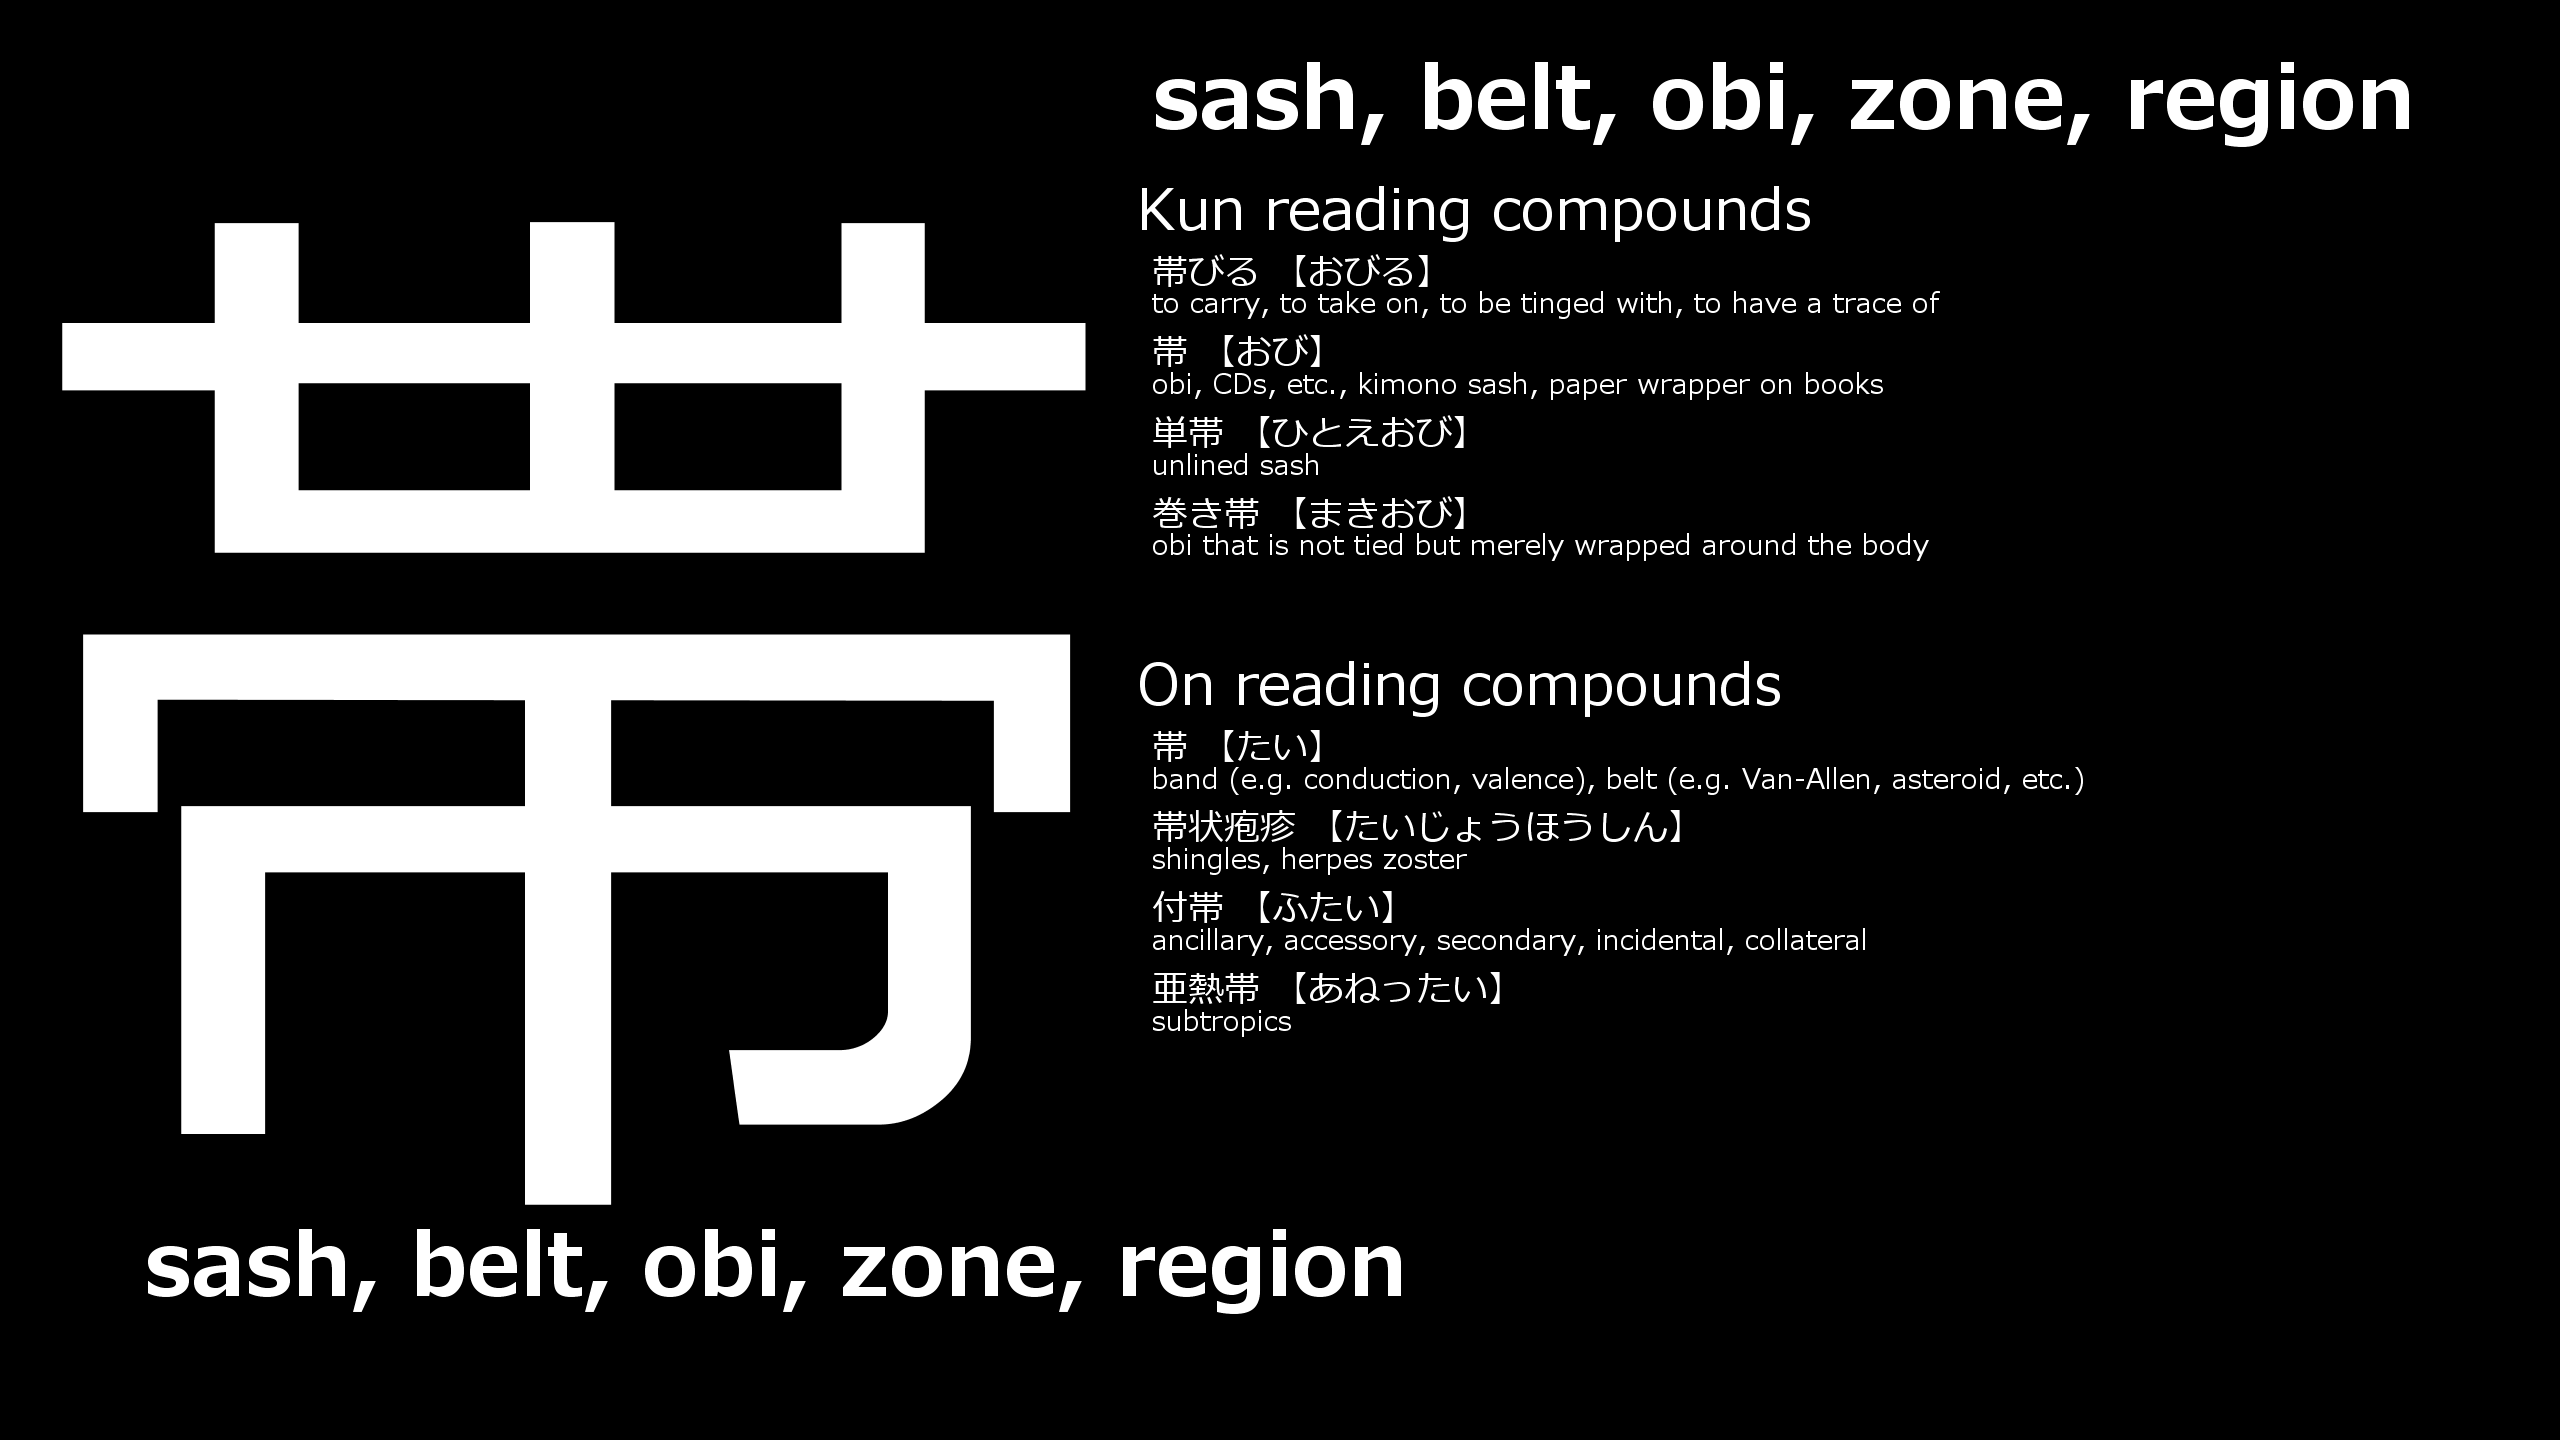 帯
sash, belt, obi, zone, region
Kun reading compounds
帯びる 【おびる】
to carry, to take on, to be tinged with, to have a trace of
帯 【おび】
obi, CDs, etc., kimono sash, paper wrapper on books
単帯 【ひとえおび】
unlined sash
巻き帯 【まきおび】
obi that is not tied but merely wrapped around the body
On reading compounds
帯 【たい】
band (e.g. conduction, valence), belt (e.g. Van-Allen, asteroid, etc.)
帯状疱疹 【たいじょうほうしん】
shingles, herpes zoster
付帯 【ふたい】
ancillary, accessory, secondary, incidental, collateral
亜熱帯 【あねったい】
subtropics
sash, belt, obi, zone, region